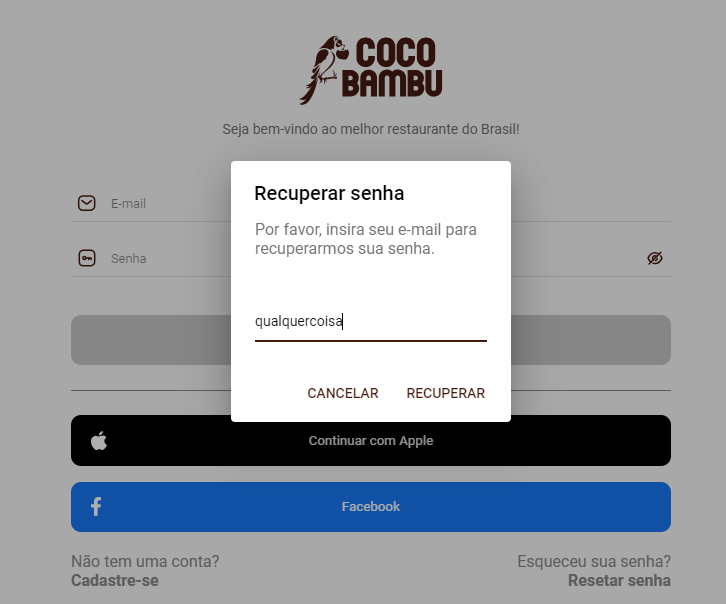 COCO
BAMBU
Seja bem-vindo ao melhor restaurante do Brasil!
E-mail
Senha
Recuperar senha
Por favor, insira seu e-mail para
recuperarmos sua senha.
qualquercoisa
CANCELAR RECUPERAR
Continuar com Apple
Facebook
Não tem uma conta?
Cadastre-se
Esqueceu sua senha?
Resetar senha